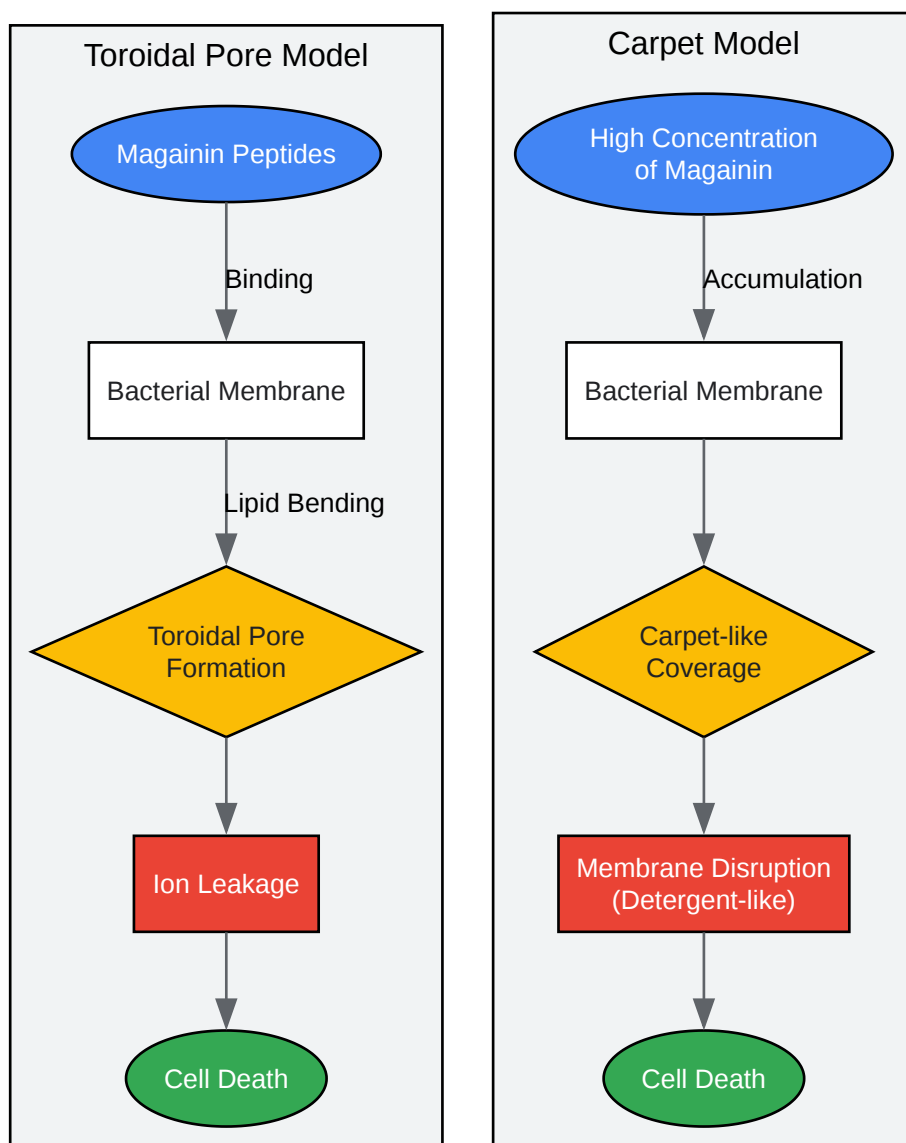 Toroidal Pore Model
Magainin Peptides
Binding
Bacterial Membrane
Lipid Bending
Toroidal Pore
Formation
Ion Leakage
Cell Death
Carpet Model
High Concentration
of Magainin
Accumulation
Bacterial Membrane
Carpet-like
Coverage
Membrane Disruption
(Detergent-like)
Cell Death